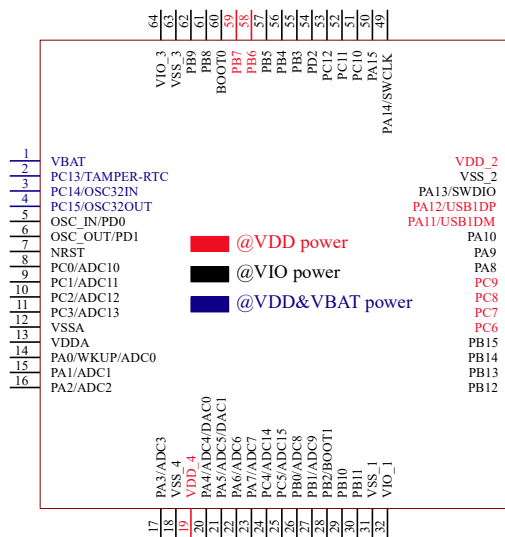 64 63 62 61 60 59 58 57 56 55 54 53 52 51 50 49
VIO_3
VSS_3
PB9
PB8
BOOT0
PB7
PB6
PB5
PB4
PB3
PD2
PC12
PC11
PC10
PA15
PA14/SWCLK
1 VBAT
2 PC13/TAMPER-RTC
3 PC14/OSC32IN
4 PC15/OSC32OUT
5 OSC_IN/PD0
6 OSC_OUT/PD1
7 NRST
8 PC0/ADC10
9 PC1/ADC11
10 PC2/ADC12
11 PC3/ADC13
12 VSSA
13 VDDA
14 PA0/WKUP/ADC0
15 PA1/ADC1
16 PA2/ADC2
@VDD power
@VIO power
@VDD&VBAT power
VDD_2
VSS_2
PA13/SWDIO
PA12/USB1DP
PA11/USB1DM
PA10
PA9
PA8
PC9
PC8
PC7
PC6
PB15
PB14
PB13
PB12
PA3/ADC3
VSS_4
VDD_4
PA4/ADC4/DAC0
PA5/ADC5/DAC1
PA6/ADC6
PA7/ADC7
PC4/ADC14
PC5/ADC15
PB0/ADC8
PB1/ADC9
PB2/BOOT1
PB10
PB11
VSS_1
VIO_1
17 18 19 20 21 22 23 24 25 26 27 28 29 30 31 32